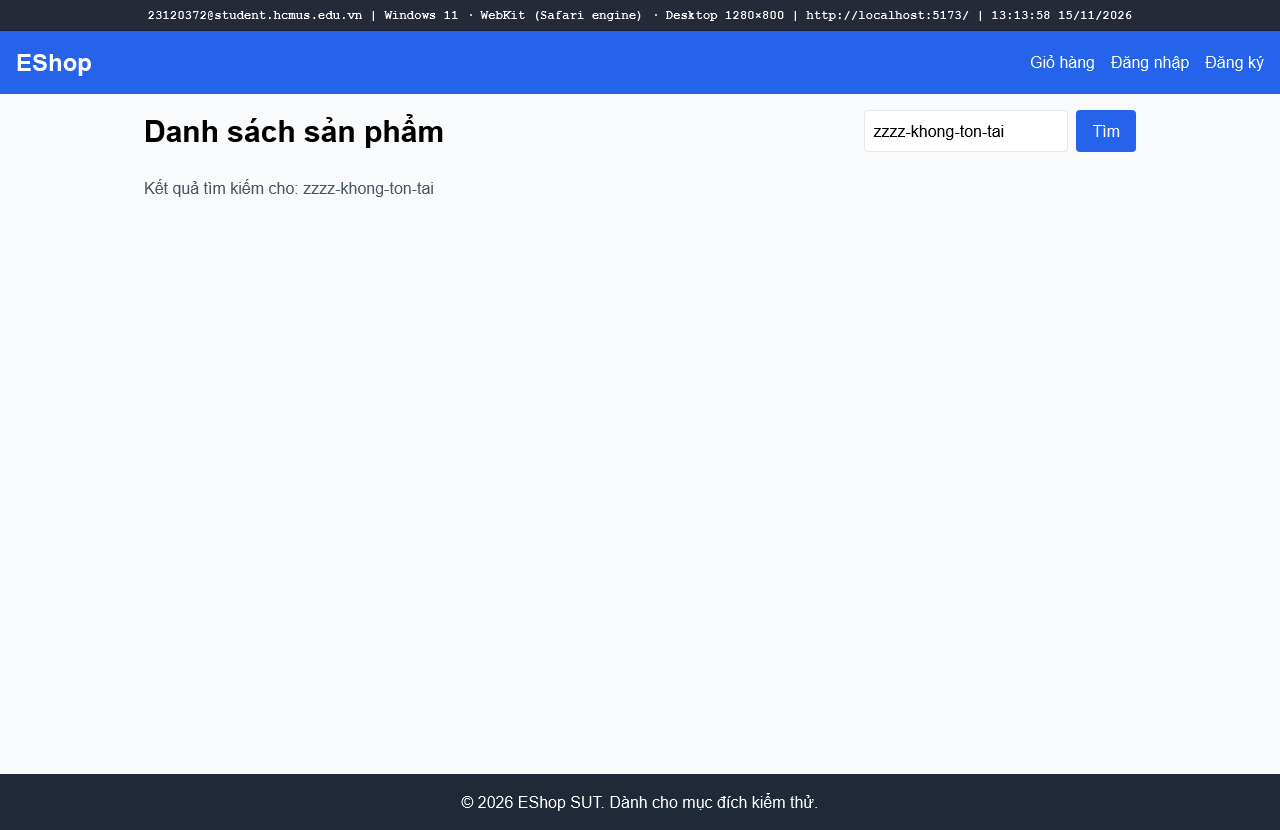 23120372@student.hcmus.edu.vn | Windows 11 · WebKit (Safari engine) · Desktop 1280×800 | http://localhost:5173/ | 13:13:58 15/11/2026
EShop
Giỏ hàng Đăng nhập Đăng ký
Danh sách sản phẩm
zzzz-khong-ton-tai
Tìm
Kết quả tìm kiếm cho: zzzz-khong-ton-tai
© 2026 EShop SUT. Dành cho mục đích kiểm thử.